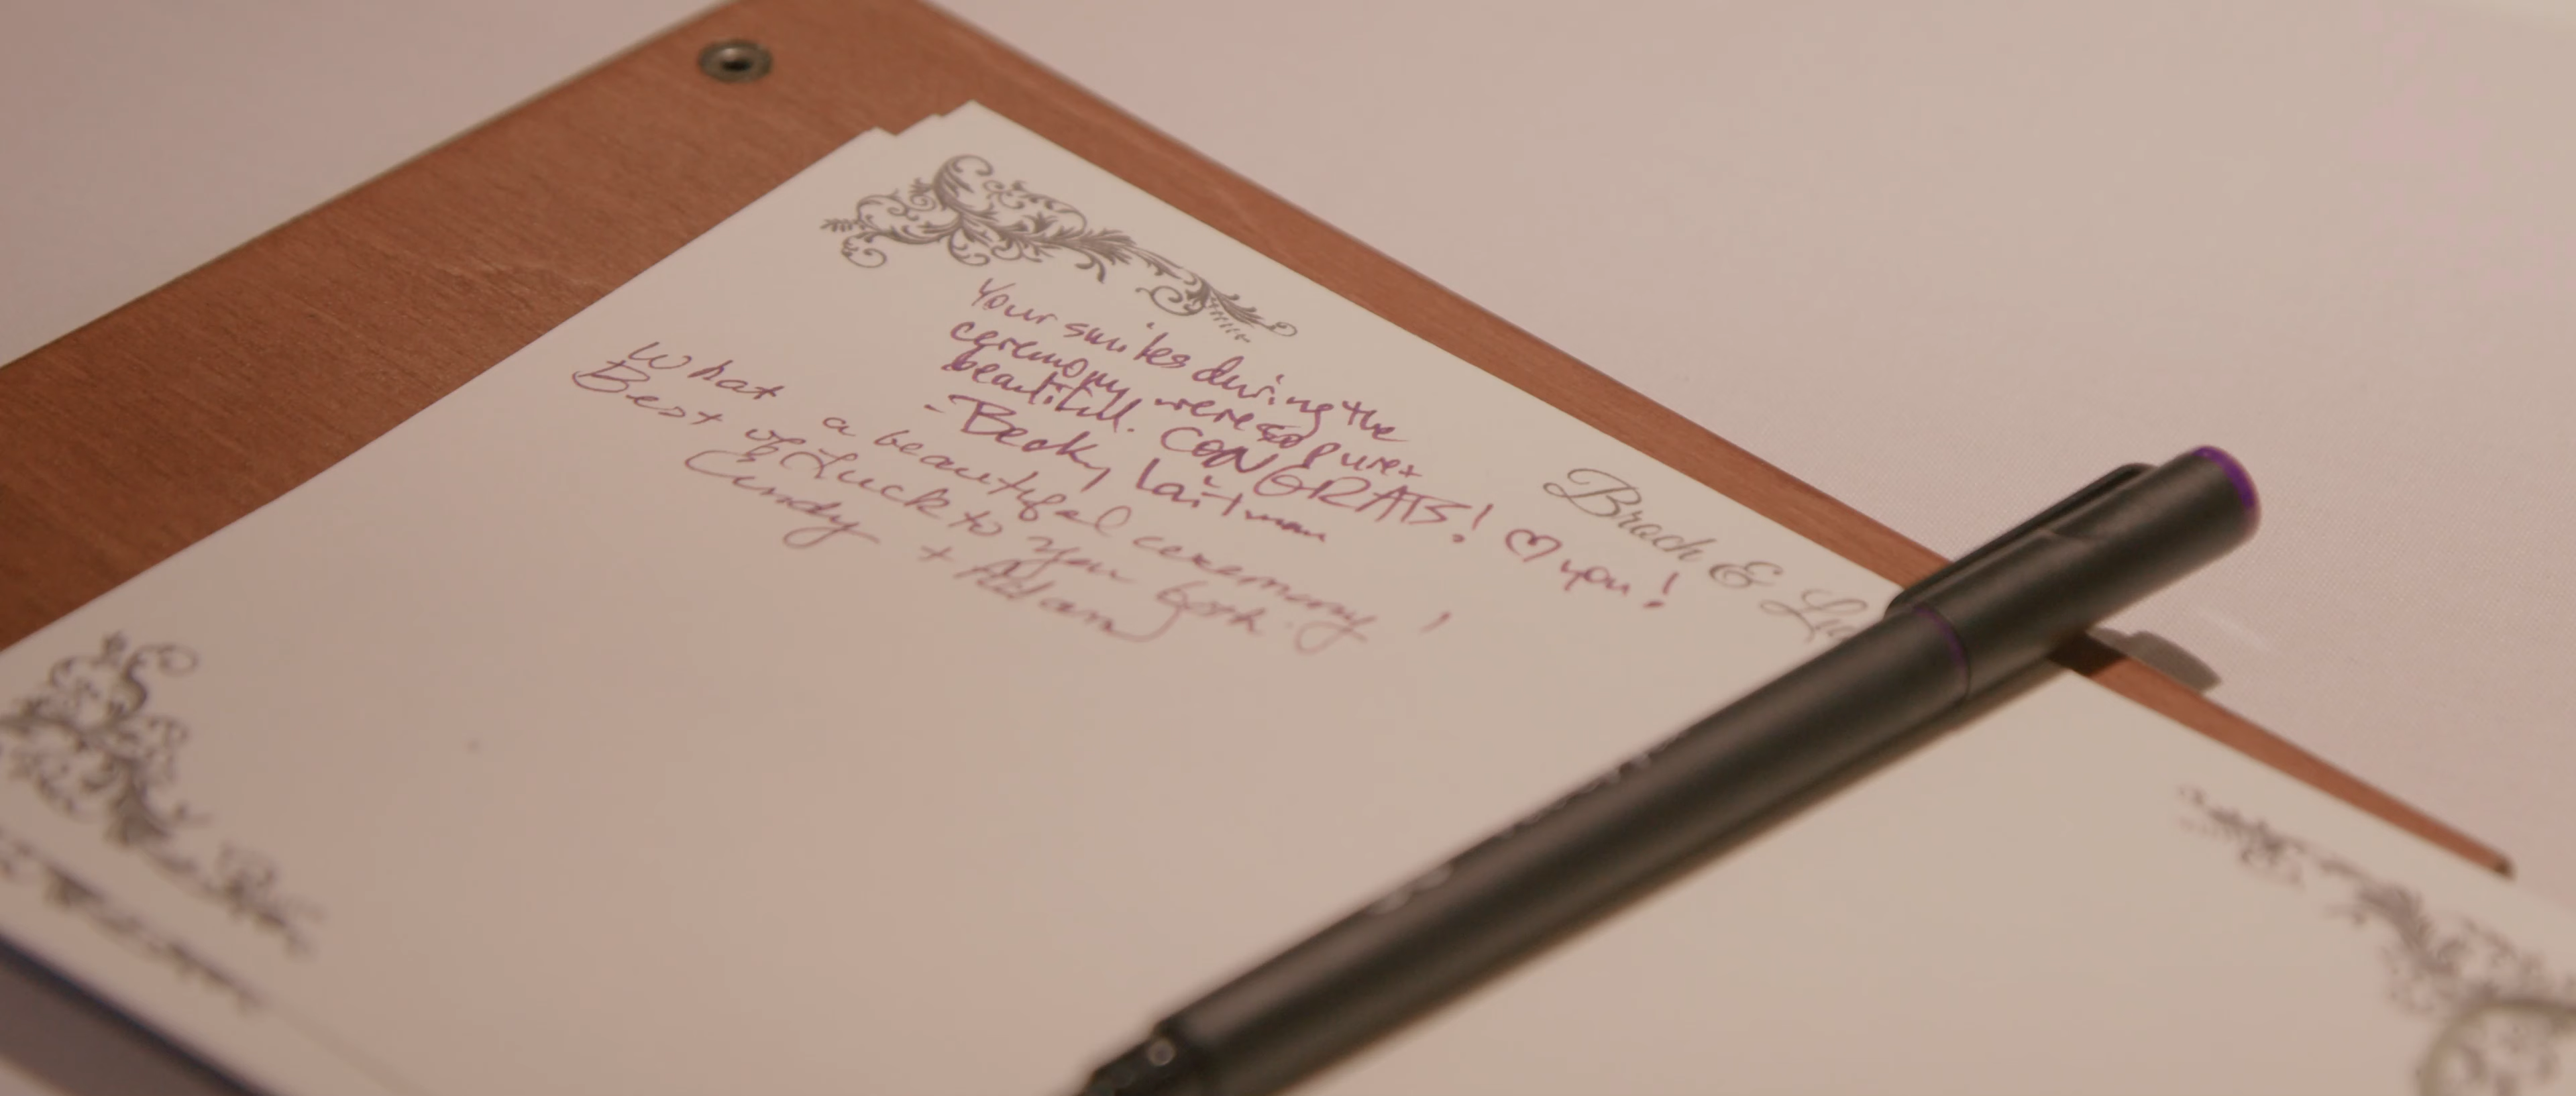 Your smiles during the
ceremony were so pure +
beautiful. CONGRATS! ♡ you!
- Becky Laitman
What a beautiful ceremony!
Best of Luck to you both.
Cindy + Adam
Brach &